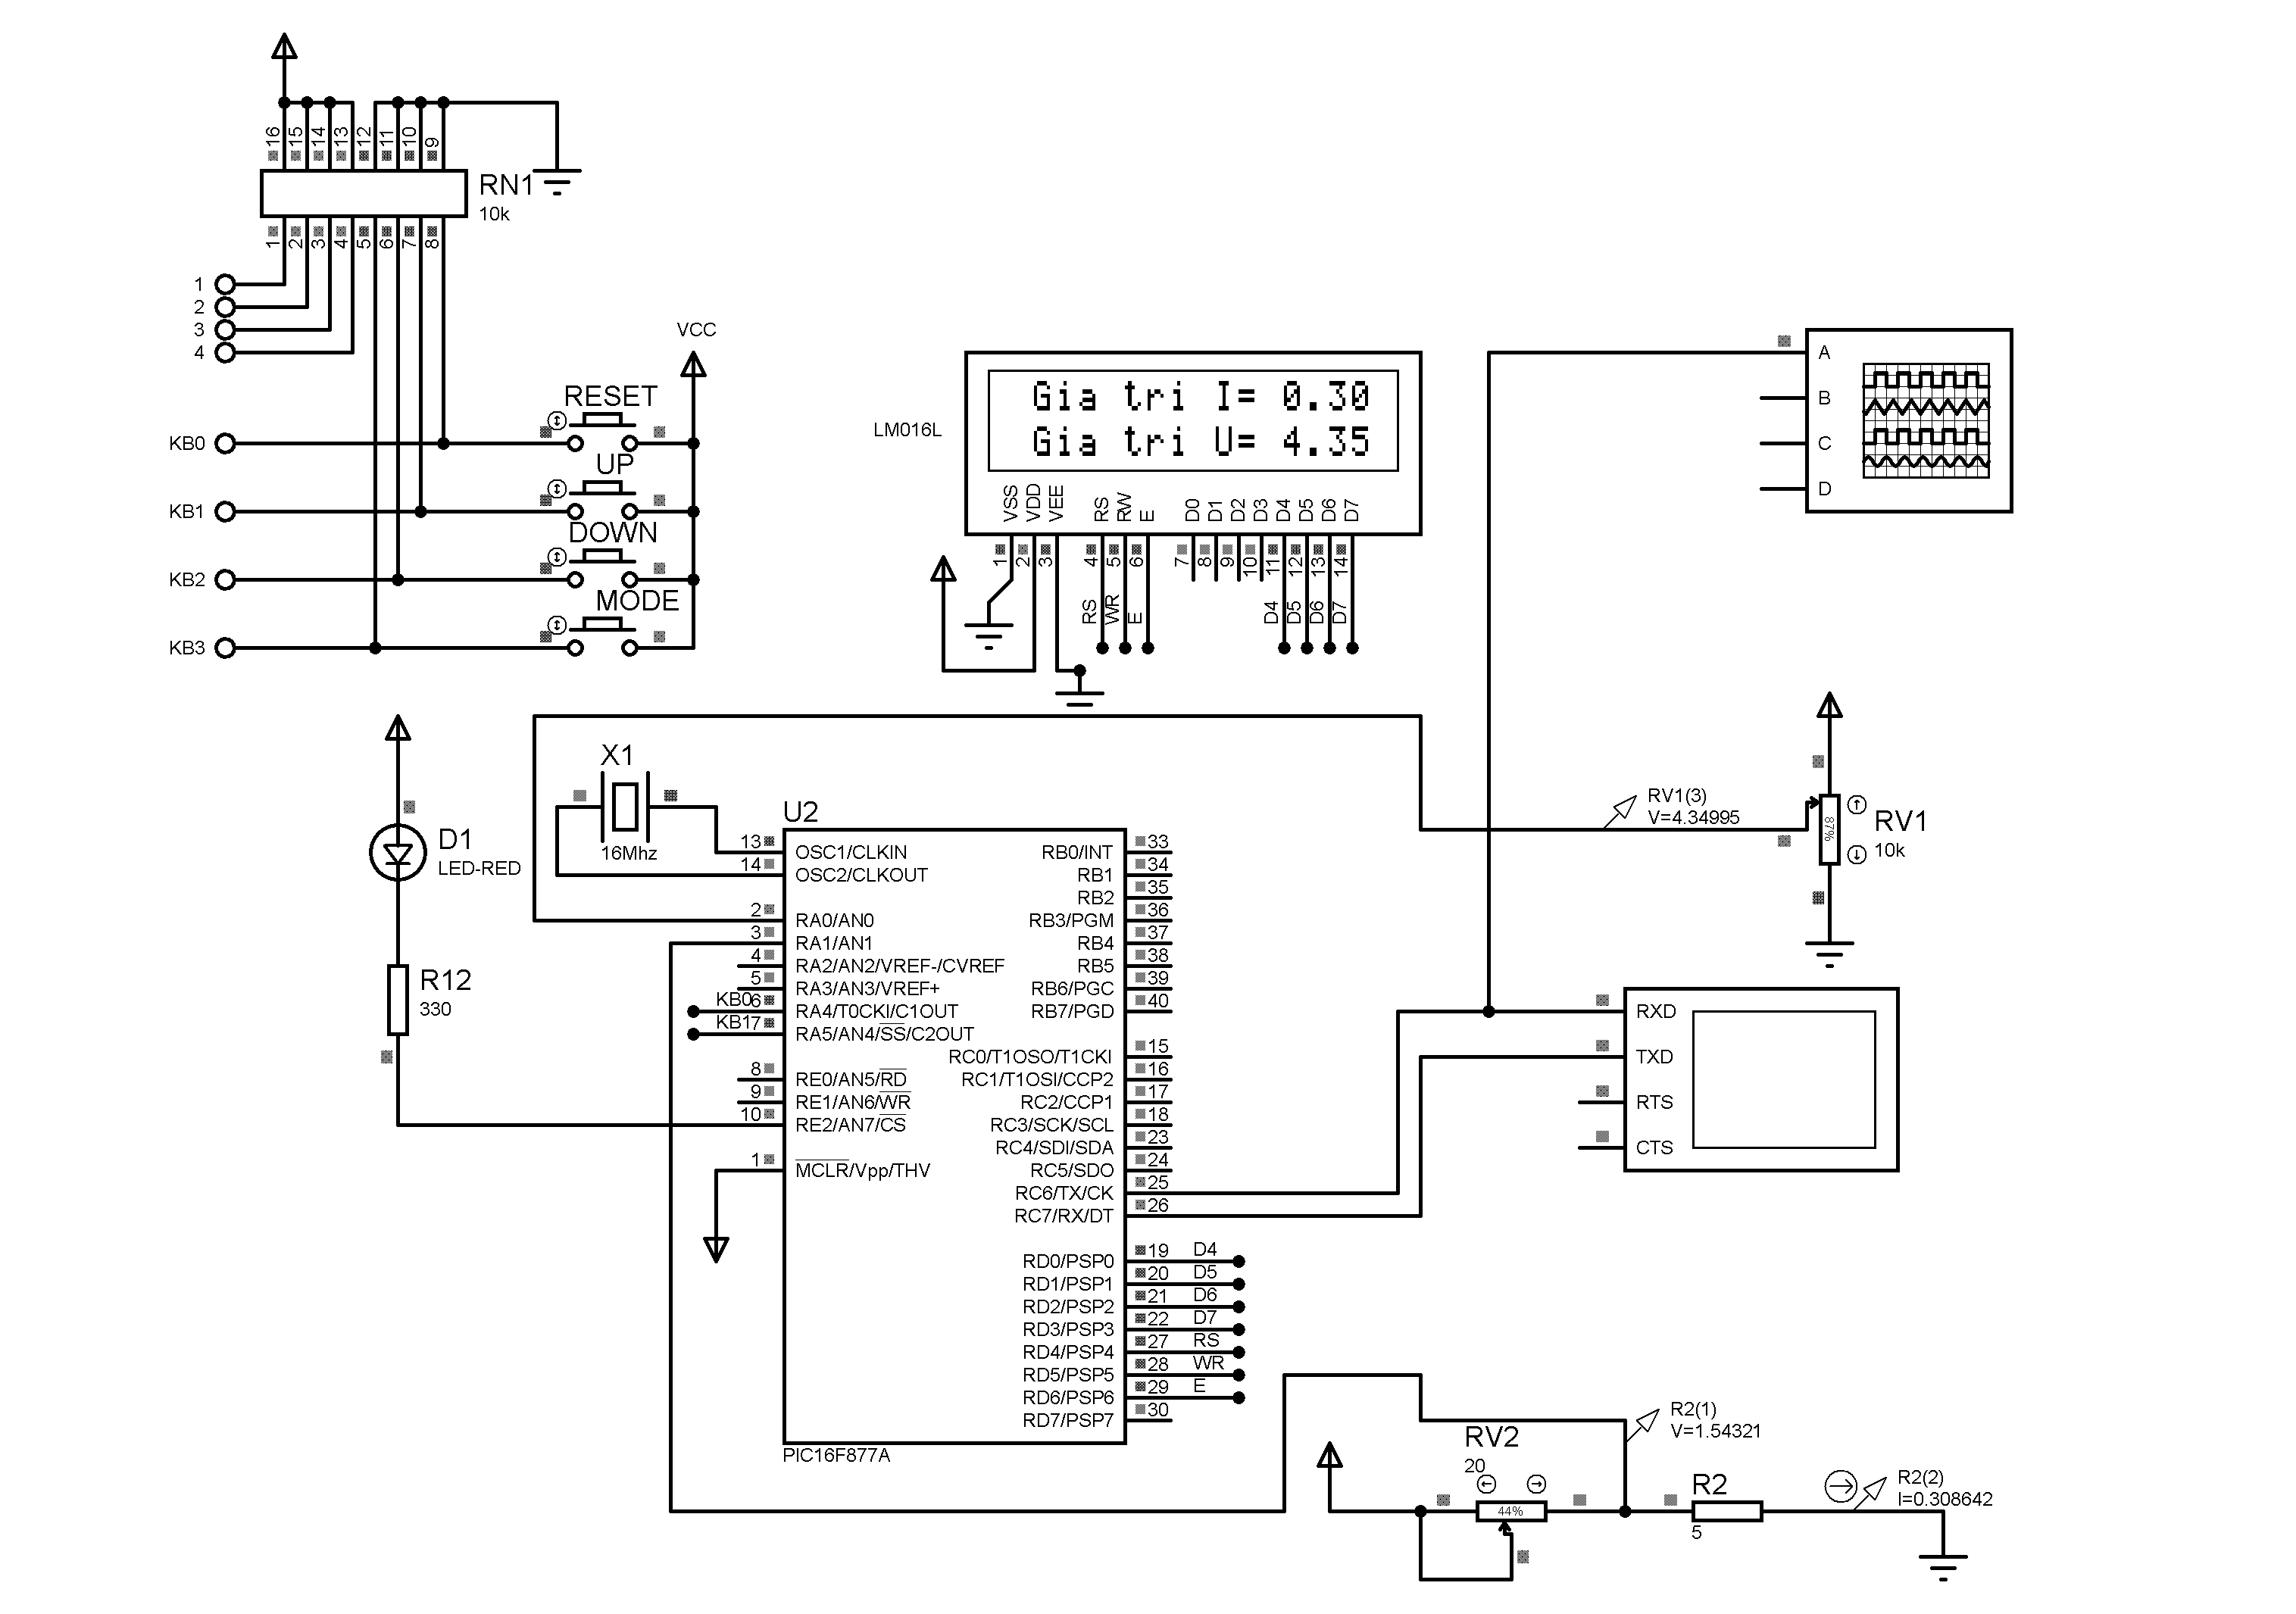 16 15 14 13 12 11 10 9
RN1
10k
1 2 3 4 5 6 7 8
1
2
3
4
KB0
KB1
KB2
KB3
VCC
RESET
UP
DOWN
MODE
LM016L
Gia tri I= 0.30
Gia tri U= 4.35
VSS VDD VEE RS RW E D0 D1 D2 D3 D4 D5 D6 D7
1 2 3 4 5 6 7 8 9 10 11 12 13 14
RS WR E D4 D5 D6 D7
A
B
C
D
D1
LED-RED
R12
330
X1
16Mhz
U2
13 OSC1/CLKIN
14 OSC2/CLKOUT
2 RA0/AN0
3 RA1/AN1
4 RA2/AN2/VREF-/CVREF
5 RA3/AN3/VREF+
KB0 6 RA4/T0CKI/C1OUT
KB1 7 RA5/AN4/SS/C2OUT
8 RE0/AN5/RD
9 RE1/AN6/WR
10 RE2/AN7/CS
1 MCLR/Vpp/THV
RB0/INT 33
RB1 34
RB2 35
RB3/PGM 36
RB4 37
RB5 38
RB6/PGC 39
RB7/PGD 40
RC0/T1OSO/T1CKI 15
RC1/T1OSI/CCP2 16
RC2/CCP1 17
RC3/SCK/SCL 18
RC4/SDI/SDA 23
RC5/SDO 24
RC6/TX/CK 25
RC7/RX/DT 26
RD0/PSP0 19 D4
RD1/PSP1 20 D5
RD2/PSP2 21 D6
RD3/PSP3 22 D7
RD4/PSP4 27 RS
RD5/PSP5 28 WR
RD6/PSP6 29 E
RD7/PSP7 30
PIC16F877A
RV1(3)
V=4.34995
87%
RV1
10k
RXD
TXD
RTS
CTS
R2(1)
V=1.54321
RV2
20
44%
R2
5
R2(2)
I=0.308642